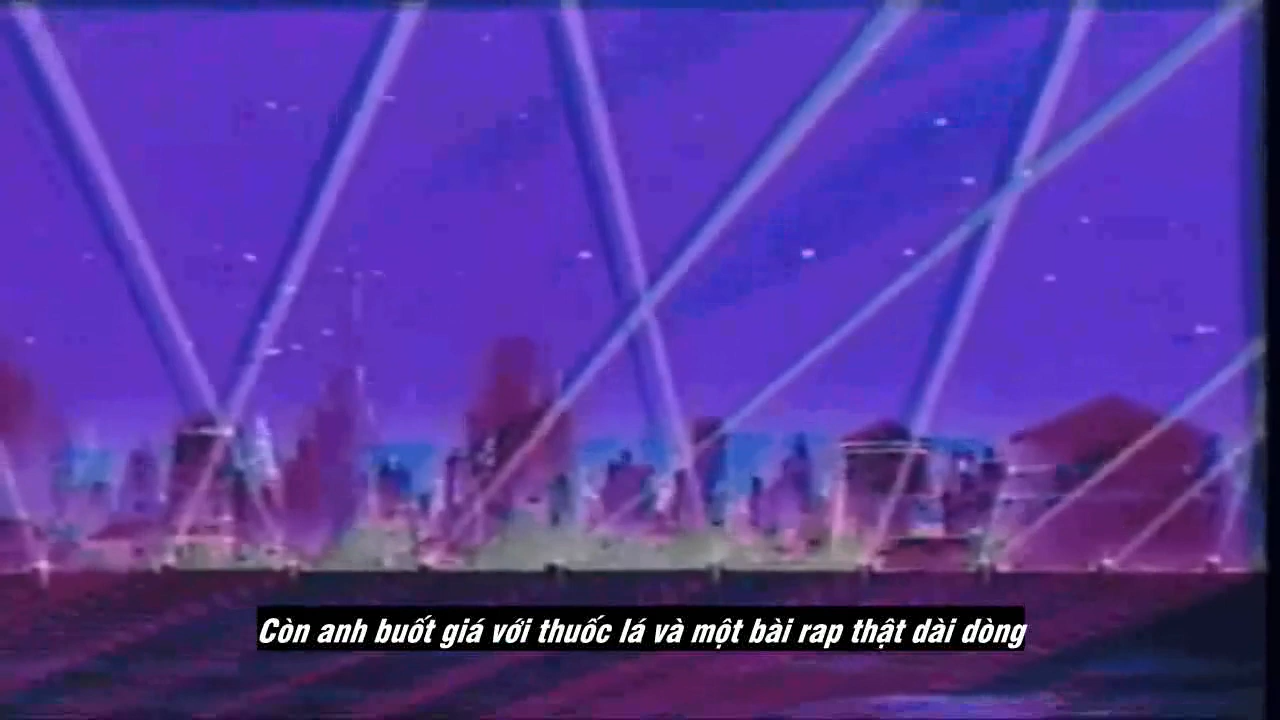 Còn anh buốt giá với thuốc lá và một bài rap thật dài dòng